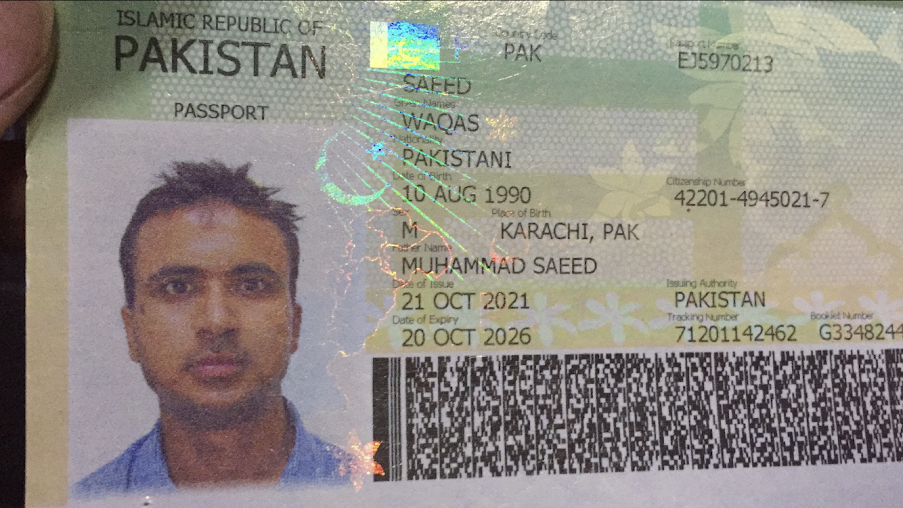 ISLAMIC REPUBLIC OF
PAKISTAN
PASSPORT
Country Code
PAK
Passport Number
EJ5970213
SAEED
Given Names
WAQAS
Nationality
PAKISTANI
Date of Birth
10 AUG 1990
Citizenship Number
42201-4945021-7
Sex
M
Place of Birth
KARACHI, PAK
Father Name
MUHAMMAD SAEED
Date of Issue
21 OCT 2021
Issuing Authority
PAKISTAN
Date of Expiry
20 OCT 2026
Tracking Number
71201142462
Booklet Number
G3348244